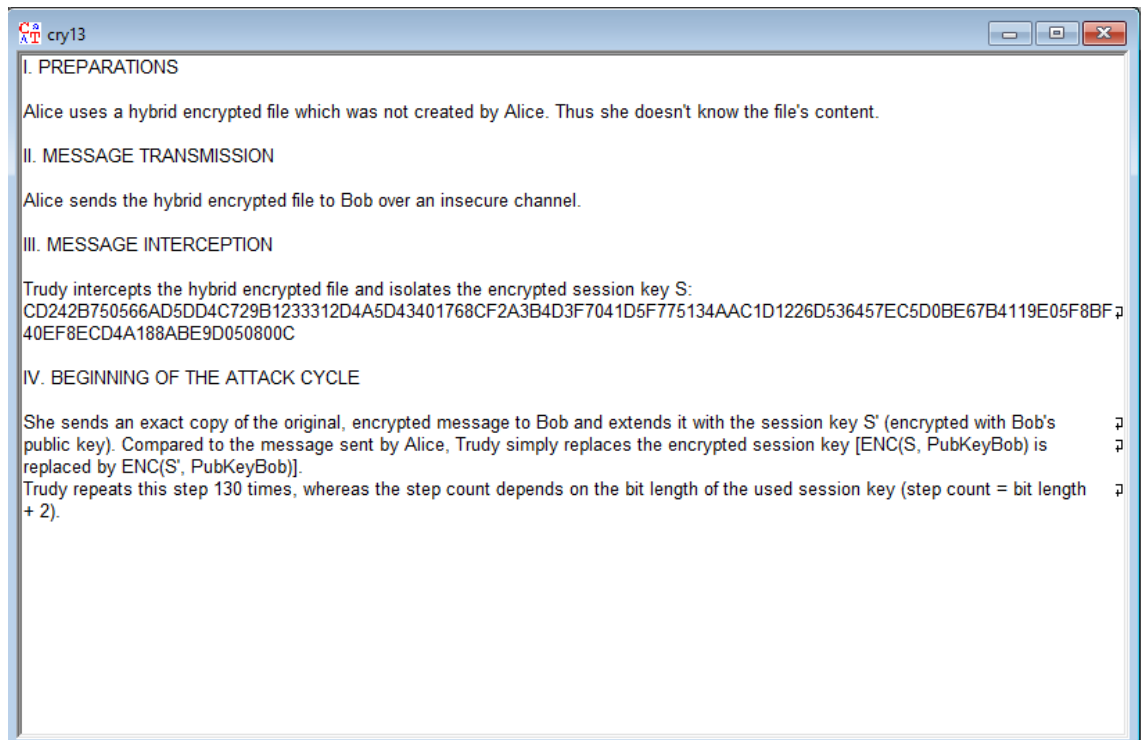 cry13
I. PREPARATIONS
Alice uses a hybrid encrypted file which was not created by Alice. Thus she doesn't know the file's content.
II. MESSAGE TRANSMISSION
Alice sends the hybrid encrypted file to Bob over an insecure channel.
III. MESSAGE INTERCEPTION
Trudy intercepts the hybrid encrypted file and isolates the encrypted session key S:
CD242B750566AD5DD4C729B1233312D4A5D43401768CF2A3B4D3F7041D5F775134AAC1D1226D536457EC5D0BE67B4119E05F8BF
40EF8ECD4A188ABE9D050800C
IV. BEGINNING OF THE ATTACK CYCLE
She sends an exact copy of the original, encrypted message to Bob and extends it with the session key S' (encrypted with Bob's
public key). Compared to the message sent by Alice, Trudy simply replaces the encrypted session key [ENC(S, PubKeyBob) is
replaced by ENC(S', PubKeyBob)].
Trudy repeats this step 130 times, whereas the step count depends on the bit length of the used session key (step count = bit length
+ 2).